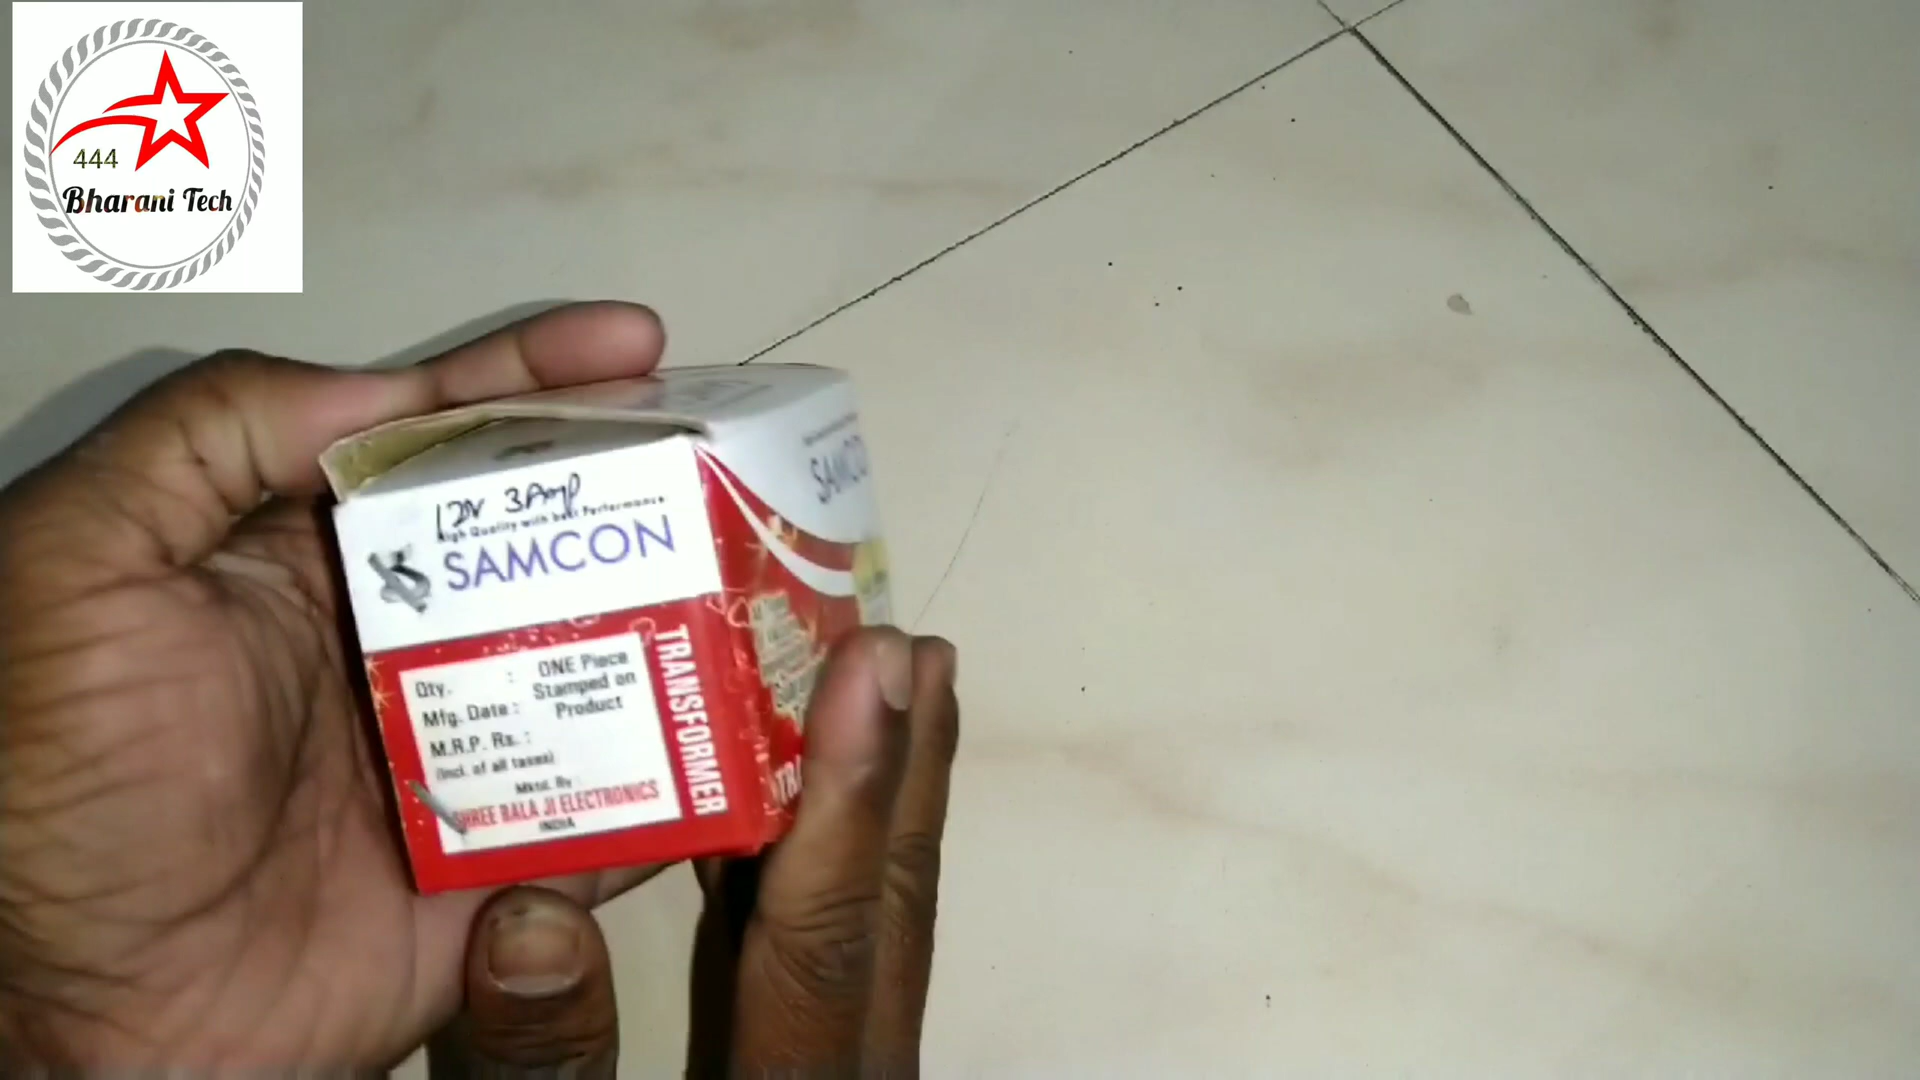 444
Bharani Tech
12V 3Amp
High Quality with best Performance
SAMCON
SAMCO
Qty. : ONE Piece
Mfg. Date : Stamped on
Product
M.R.P. Rs. :
(Incl. of all taxes)
Mktd. By :
SHREE BALA JI ELECTRONICS
INDIA
TRANSFORMER
TR